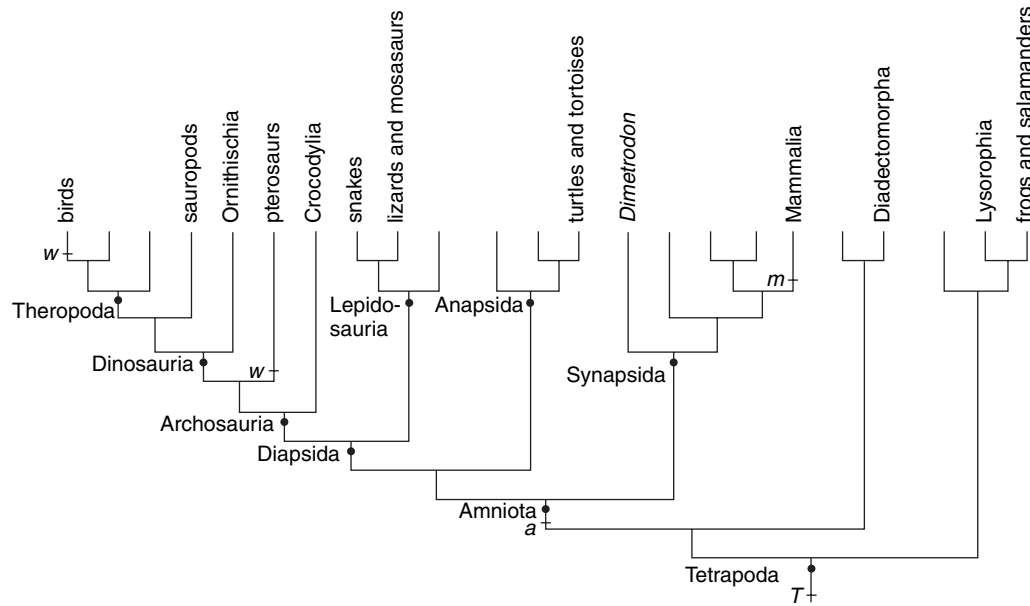 birds
sauropods
Ornithischia
pterosaurs
Crocodylia
snakes
lizards and mosasaurs
turtles and tortoises
Dimetrodon
Mammalia
Diadectomorpha
Lysorophia
frogs and salamanders
w
m
Theropoda
Lepido-
sauria
Anapsida
Dinosauria
w
Synapsida
Archosauria
Diapsida
Amniota
a
Tetrapoda
T